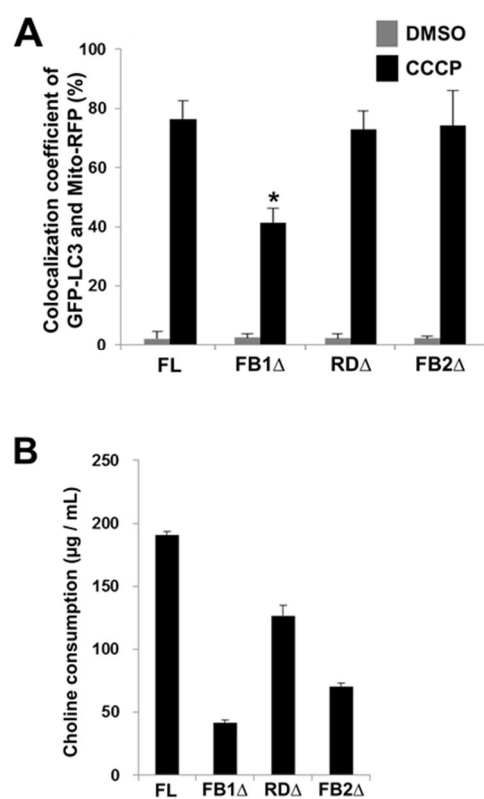 A
DMSO
CCCP
Colocalization coefficient of
GFP-LC3 and Mito-RFP (%)
100
80
60
40
20
0
*
FL FB1Δ RDΔ FB2Δ
B
Choline consumption (µg / mL)
250
200
150
100
50
0
FL FB1Δ RDΔ FB2Δ